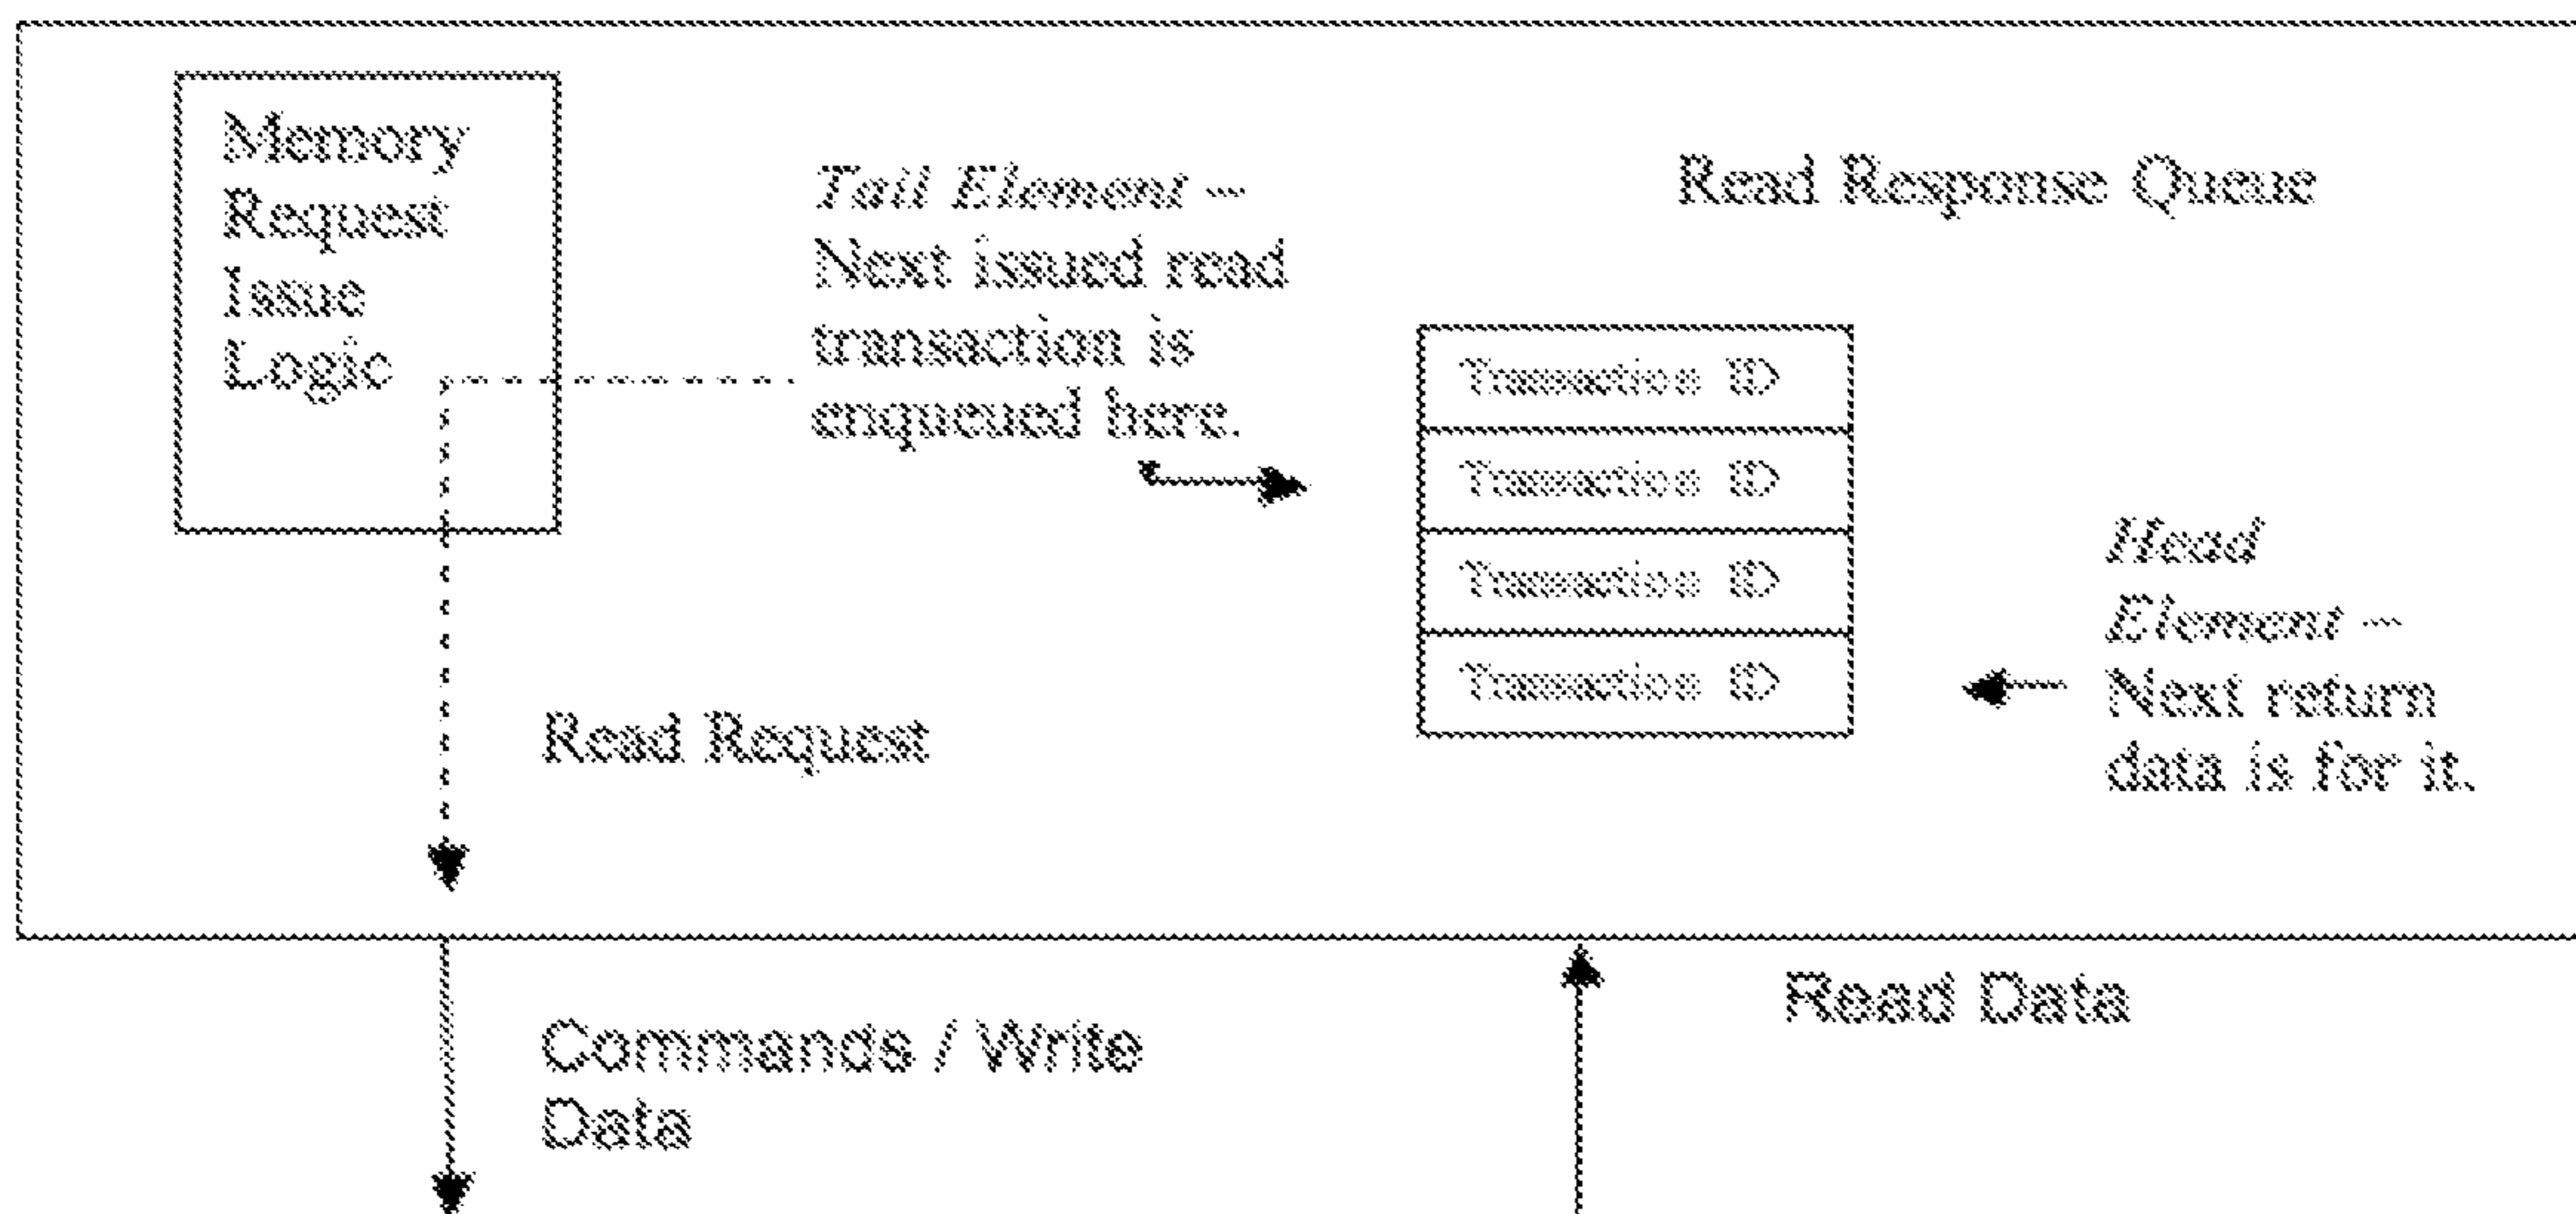 Memory
Request
Issue
Logic
Tail Element –
Next issued read
transaction is
enqueued here.
Read Response Queue
Transaction ID
Transaction ID
Transaction ID
Transaction ID
Head
Element –
Next return
data is for it.
Read Request
Commands / Write
Data
Read Data